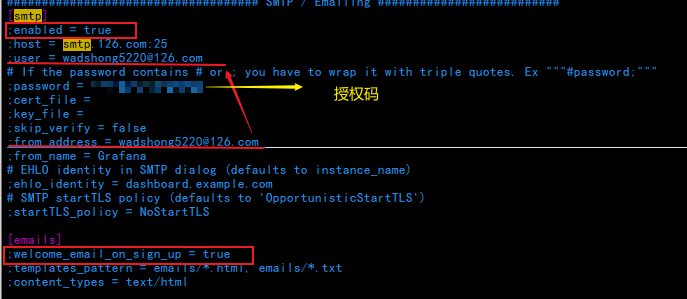 #################################### SMTP / Emailing ##########################
[smtp]
;enabled = true
;host = smtp.126.com:25
;user = wadshong5220@126.com
# If the password contains # or ; you have to wrap it with triple quotes. Ex """#password;"""
;password =
授权码
;cert_file =
;key_file =
;skip_verify = false
;from_address = wadshong5220@126.com
;from_name = Grafana
# EHLO identity in SMTP dialog (defaults to instance_name)
;ehlo_identity = dashboard.example.com
# SMTP startTLS policy (defaults to 'OpportunisticStartTLS')
;startTLS_policy = NoStartTLS
[emails]
;welcome_email_on_sign_up = true
;templates_pattern = emails/*.html, emails/*.txt
;content_types = text/html